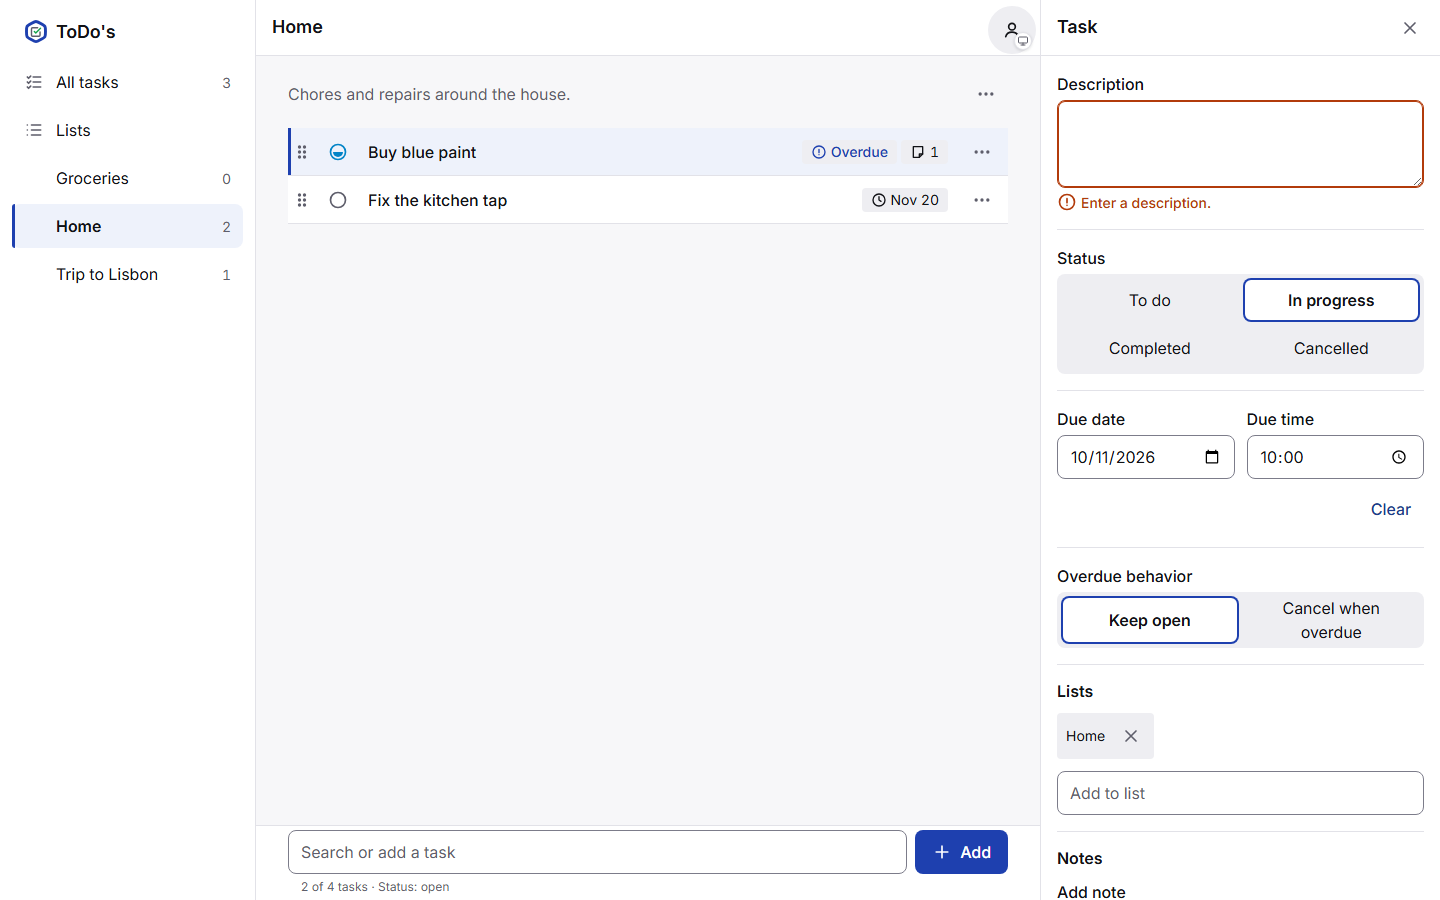 ToDo's
All tasks 3
Lists
Groceries 0
Home 2
Trip to Lisbon 1
Home
Chores and repairs around the house.
Buy blue paint Overdue 1
Fix the kitchen tap Nov 20
Search or add a task
Add
2 of 4 tasks · Status: open
Task
Description
Enter a description.
Status
To do In progress
Completed Cancelled
Due date Due time
10/11/2026 10:00
Clear
Overdue behavior
Keep open
Cancel when
overdue
Lists
Home
Add to list
Notes
Add note